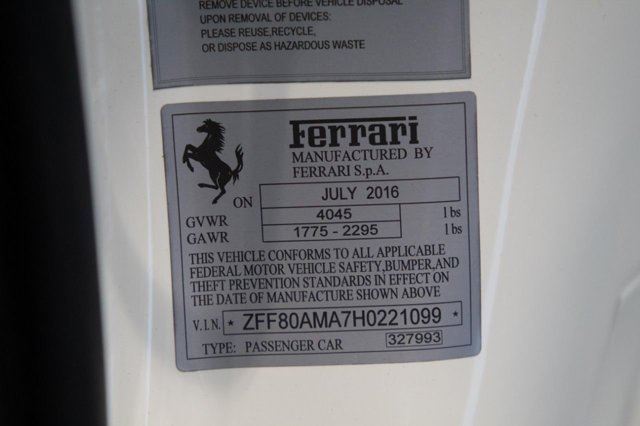 REMOVE DEVICE BEFORE VEHICLE DISPOSAL
UPON REMOVAL OF DEVICES:
PLEASE REUSE,RECYCLE,
OR DISPOSE AS HAZARDOUS WASTE
Ferrari
MANUFACTURED BY
FERRARI S.p.A.
ON JULY 2016
GVWR 4045 lbs
GAWR 1775 - 2295 lbs
THIS VEHICLE CONFORMS TO ALL APPLICABLE
FEDERAL MOTOR VEHICLE SAFETY,BUMPER,AND
THEFT PREVENTION STANDARDS IN EFFECT ON
THE DATE OF MANUFACTURE SHOWN ABOVE
V.I.N. * ZFF80AMA7H0221099 *
TYPE: PASSENGER CAR 327993